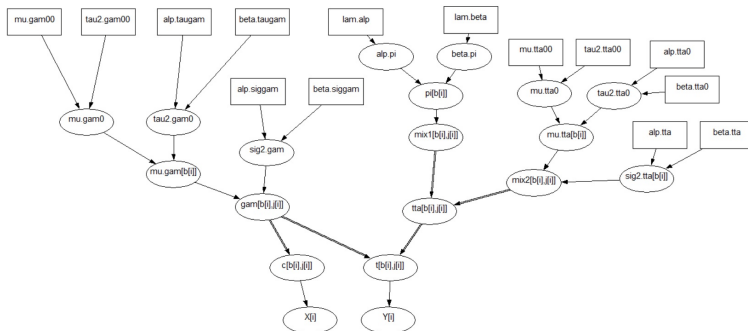 mu.gam00
tau2.gam00
alp.taugam
beta.taugam
lam.alp
lam.beta
alp.pi
beta.pi
mu.tta00
tau2.tta00
alp.tta0
alp.siggam
beta.siggam
pi[b[i]]
mu.tta0
tau2.tta0
beta.tta0
mu.gam0
tau2.gam0
mix1[b[i],j[i]]
mu.tta[b[i]]
alp.tta
beta.tta
sig2.gam
mu.gam[b[i]]
mix2[b[i],j[i]]
sig2.tta[b[i]]
gam[b[i],j[i]]
tta[b[i],j[i]]
c[b[i],j[i]]
t[b[i],j[i]]
X[i]
Y[i]